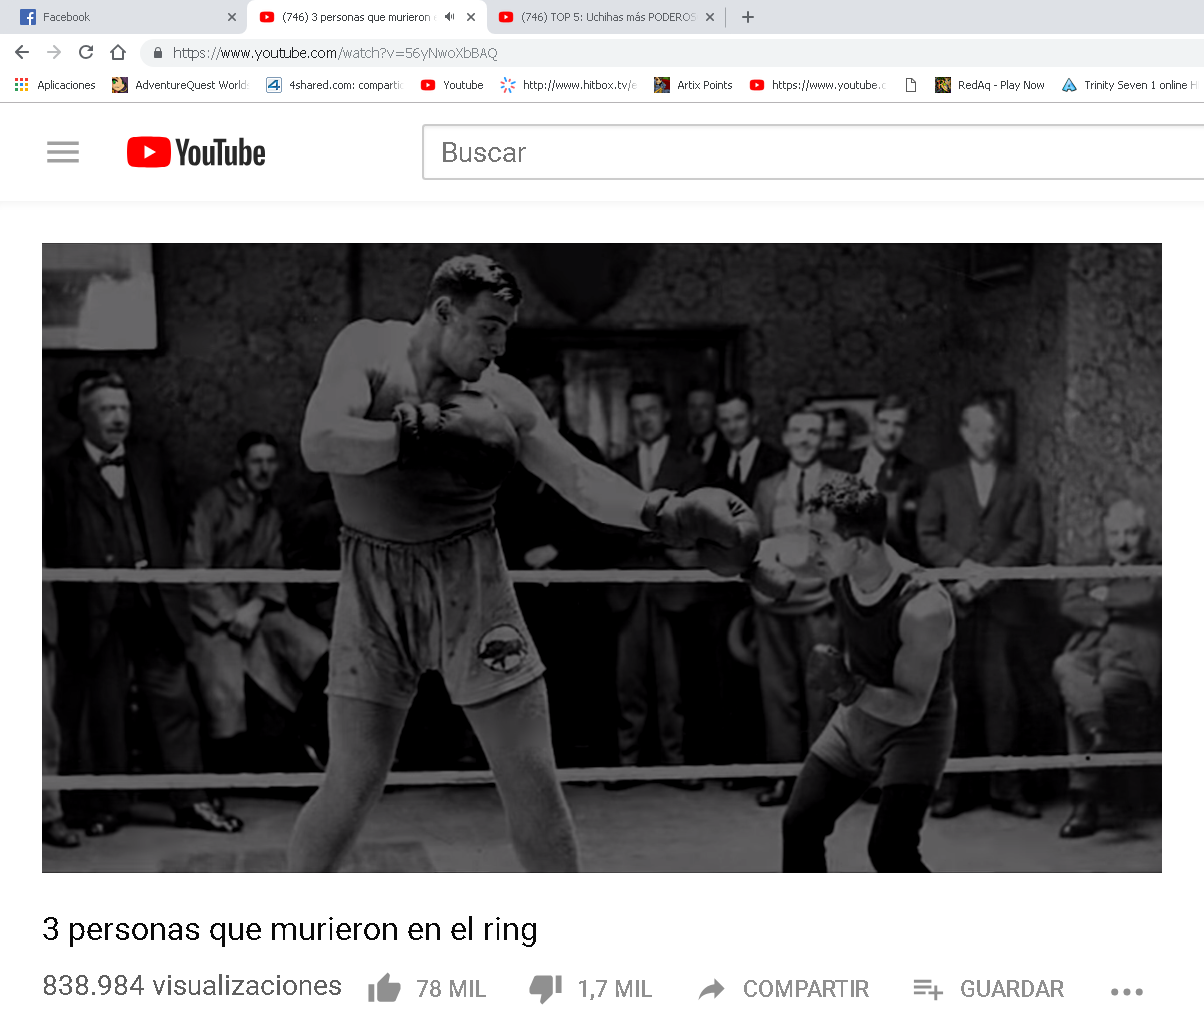 Facebook
(746) 3 personas que murieron
(746) TOP 5: Uchihas más PODEROS
https://www.youtube.com/watch?v=56yNwoXbBAQ
Aplicaciones AdventureQuest Worlds 4shared.com: compartic Youtube http://www.hitbox.tv/e Artix Points https://www.youtube.c RedAq - Play Now Trinity Seven 1 online H
YouTube
Buscar
3 personas que murieron en el ring
838.984 visualizaciones 78 MIL 1,7 MIL COMPARTIR GUARDAR